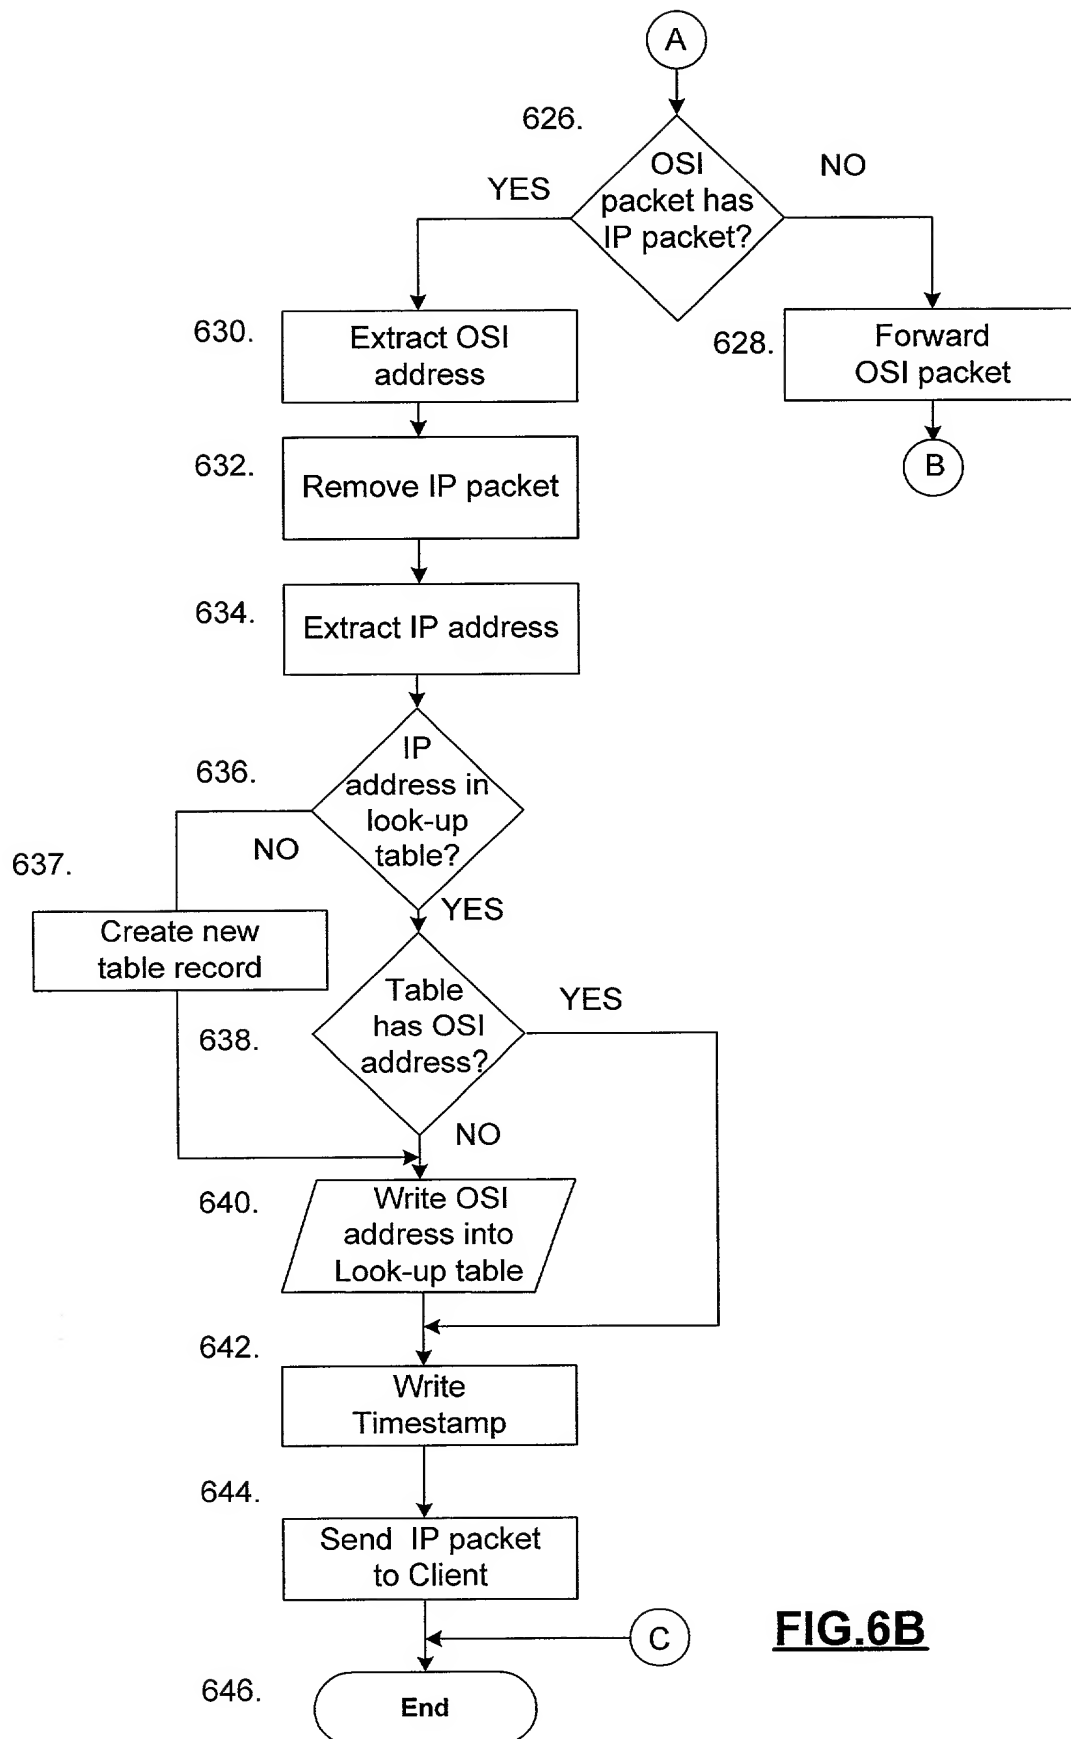 A
626.
OSI
packet has
IP packet?
YES
NO
630.
Extract OSI
address
628.
Forward
OSI packet
632.
Remove IP packet
B
634.
Extract IP address
636.
IP
address in
look-up
table?
NO
YES
637.
Create new
table record
638.
Table
has OSI
address?
YES
NO
640.
Write OSI
address into
Look-up table
642.
Write
Timestamp
644.
Send IP packet
to Client
C
FIG.6B
646.
End